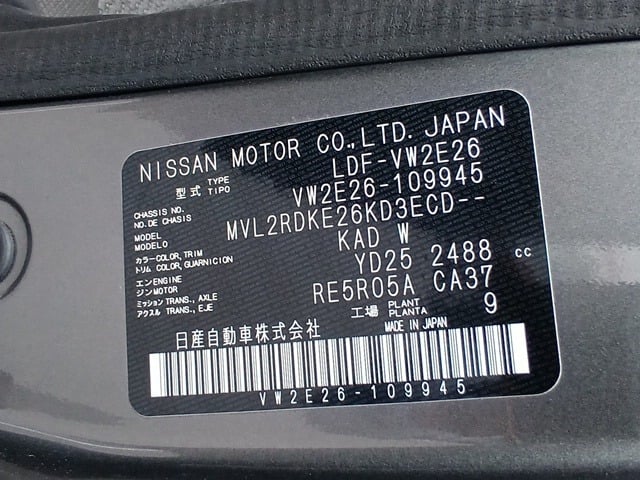 NISSAN MOTOR CO.,LTD. JAPAN
型式 TYPE TIPO LDF-VW2E26
CHASSIS NO. NO.DE CHASIS VW2E26-109945
MODEL MODELO MVL2RDKE26KD3ECD--
カラー COLOR,TRIM トリム COLOR,GUARNICION KAD W
エンジン ENGINE MOTOR YD25 2488 cc
ミッション TRANS., AXLE アクスル TRANS.,EJE RE5R05A CA37
工場 PLANT PLANTA 9
日産自動車株式会社 MADE IN JAPAN
VW2E26-109945